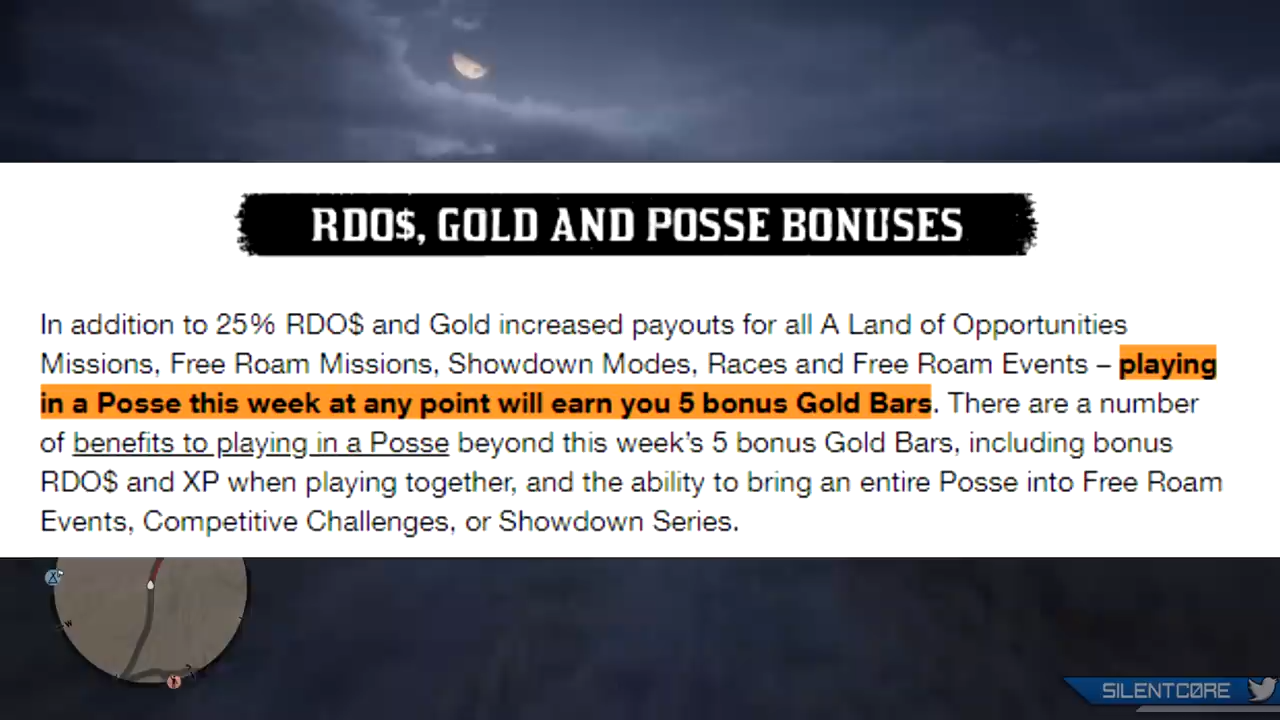 RDO$, GOLD AND POSSE BONUSES
In addition to 25% RDO$ and Gold increased payouts for all A Land of Opportunities
Missions, Free Roam Missions, Showdown Modes, Races and Free Roam Events – playing
in a Posse this week at any point will earn you 5 bonus Gold Bars. There are a number
of benefits to playing in a Posse beyond this week's 5 bonus Gold Bars, including bonus
RDO$ and XP when playing together, and the ability to bring an entire Posse into Free Roam
Events, Competitive Challenges, or Showdown Series.
W
SILENTC0RE